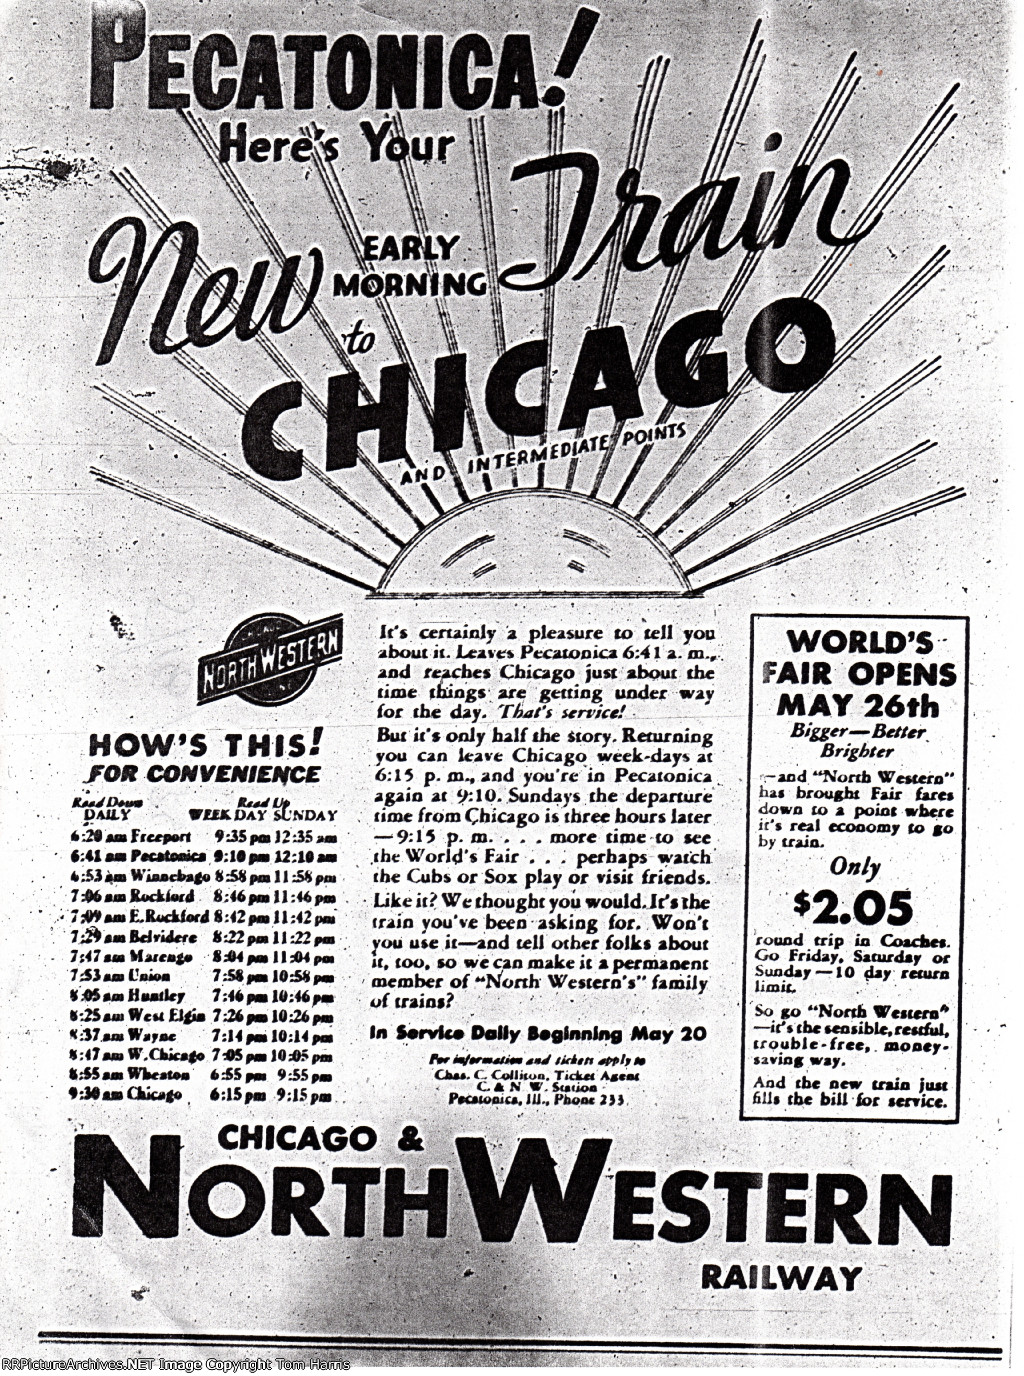 PECATONICA!
Here's Your
New EARLY MORNING Train
to
CHICAGO
AND INTERMEDIATE POINTS
CHICAGO
NORTH WESTERN
HOW'S THIS!
FOR CONVENIENCE
Read Down Read Up
DAILY WEEK DAY SUNDAY
6:20 am Freeport 9:35 pm 12:35 am
6:41 am Pecatonica 9:10 pm 12:10 am
6:53 am Winnebago 8:58 pm 11:58 pm
7:06 am Rockford 8:46 pm 11:46 pm
7:09 am E. Rockford 8:42 pm 11:42 pm
7:29 am Belvidere 8:22 pm 11:22 pm
7:47 am Marengo 8:04 pm 11:04 pm
7:53 am Union 7:58 pm 10:58 pm
8:05 am Huntley 7:46 pm 10:46 pm
8:25 am West Elgin 7:26 pm 10:26 pm
8:37 am Wayne 7:14 pm 10:14 pm
8:47 am W. Chicago 7:05 pm 10:05 pm
8:55 am Wheaton 6:55 pm 9:55 pm
9:30 am Chicago 6:15 pm 9:15 pm
It's certainly a pleasure to tell you
about it. Leaves Pecatonica 6:41 a. m.,
and reaches Chicago just about the
time things are getting under way
for the day. That's service!
But it's only half the story. Returning
you can leave Chicago week-days at
6:15 p. m., and you're in Pecatonica
again at 9:10. Sundays the departure
time from Chicago is three hours later
—9:15 p. m. . . . more time to see
the World's Fair . . . perhaps watch
the Cubs or Sox play or visit friends.
Like it? We thought you would. It's the
train you've been asking for. Won't
you use it—and tell other folks about
it, too, so we can make it a permanent
member of "North Western's" family
of trains?
In Service Daily Beginning May 20
For information and tickets apply to
Chas. C. Colliton, Ticket Agent
C. & N. W. Station
Pecatonica, Ill., Phone 233
WORLD'S
FAIR OPENS
MAY 26th
Bigger—Better
Brighter
—and "North Western"
has brought Fair fares
down to a point where
it's real economy to go
by train.
Only
$2.05
round trip in Coaches.
Go Friday, Saturday or
Sunday—10 day return
limit.
So go "North Western"
—it's the sensible, restful,
trouble-free, money-
saving way.
And the new train just
fills the bill for service.
CHICAGO &
NORTH WESTERN
RAILWAY
RRPictureArchives.NET Image Copyright Tom Harris